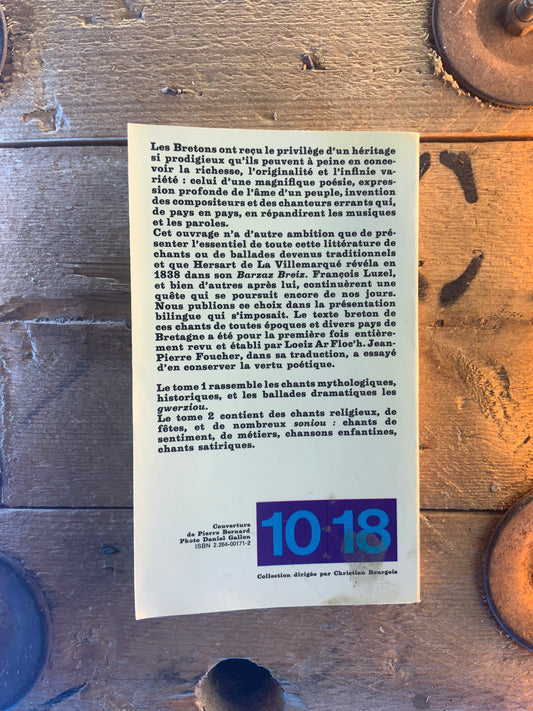 Les Bretons ont reçu le privilège d'un héritage
si prodigieux qu'ils peuvent à peine en conce-
voir la richesse, l'originalité et l'infinie va-
riété : celui d'une magnifique poésie, expres-
sion profonde de l'âme d'un peuple, invention
des compositeurs et des chanteurs errants qui,
de pays en pays, en répandirent les musiques
et les paroles.
Cet ouvrage n'a d'autre ambition que de pré-
senter l'essentiel de toute cette littérature de
chants ou de ballades devenus traditionnels
et que Hersart de La Villemarqué révéla en
1838 dans son Barzaz Breiz. François Luzel,
et bien d'autres après lui, continuèrent une
quête qui se poursuit encore de nos jours.
Nous publions ce choix dans la présentation
bilingue qui s'imposait. Le texte breton de
ces chants de toutes époques et divers pays de
Bretagne a été pour la première fois entière-
ment revu et établi par Loeiz Ar Floc'h. Jean-
Pierre Foucher, dans sa traduction, a essayé
d'en conserver la vertu poétique.
Le tome 1 rassemble les chants mythologiques,
historiques, et les ballades dramatiques les
gwerziou.
Le tome 2 contient des chants religieux, de
fêtes, et de nombreux soniou : chants de
sentiment, de métiers, chansons enfantines,
chants satiriques.
Couverture
de Pierre Bernard
Photo Daniel Gallon
ISBN 2.264-00171-2
10 18
Collection dirigée par Christian Bourgois